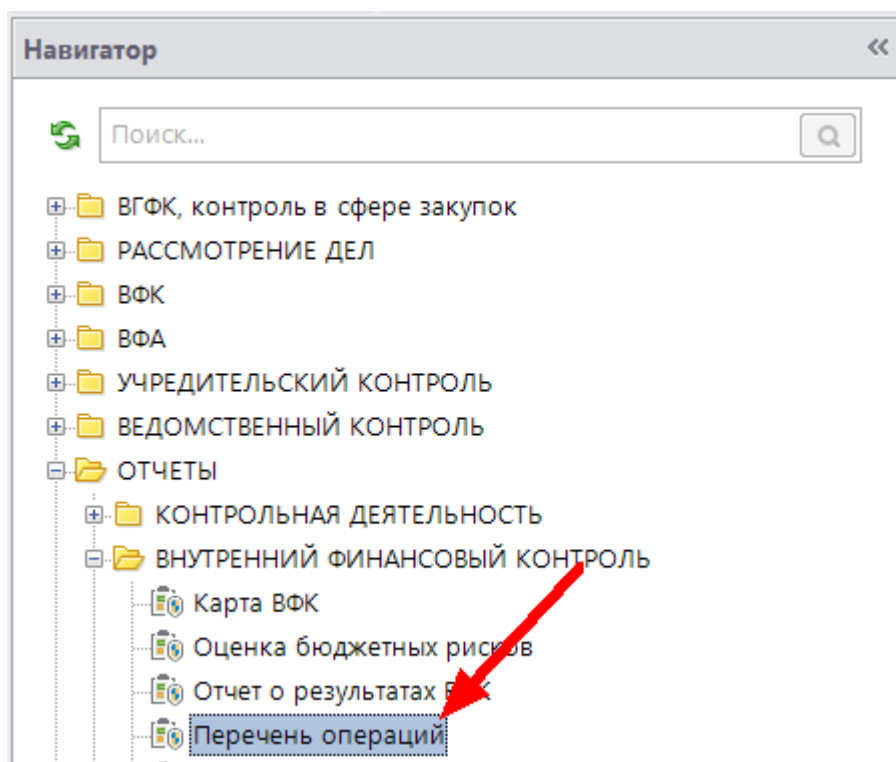 Навигатор
Поиск...
ВГФК, контроль в сфере закупок
РАССМОТРЕНИЕ ДЕЛ
ВФК
ВФА
УЧРЕДИТЕЛЬСКИЙ КОНТРОЛЬ
ВЕДОМСТВЕННЫЙ КОНТРОЛЬ
ОТЧЕТЫ
КОНТРОЛЬНАЯ ДЕЯТЕЛЬНОСТЬ
ВНУТРЕННИЙ ФИНАНСОВЫЙ КОНТРОЛЬ
Карта ВФК
Оценка бюджетных рисков
Отчет о результатах ВФК
Перечень операций